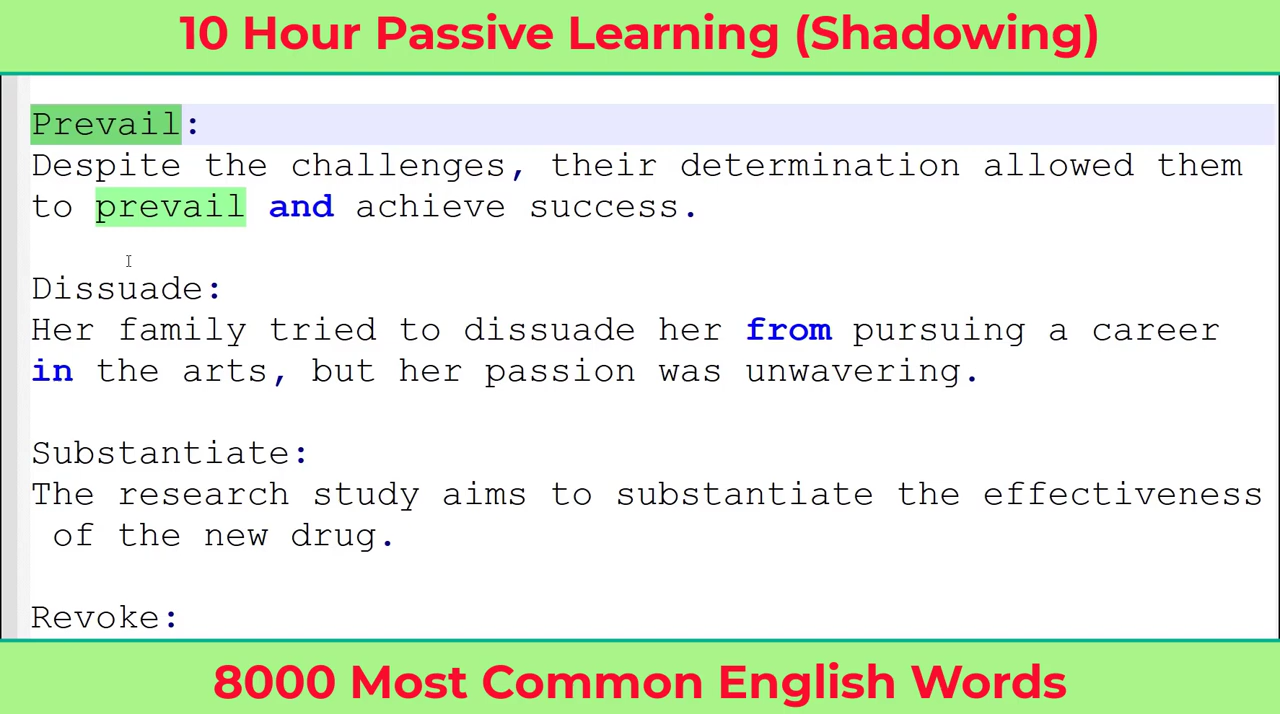 10 Hour Passive Learning (Shadowing)
Prevail:
Despite the challenges, their determination allowed them
to prevail and achieve success.
Dissuade:
Her family tried to dissuade her from pursuing a career
in the arts, but her passion was unwavering.
Substantiate:
The research study aims to substantiate the effectiveness
of the new drug.
Revoke:
8000 Most Common English Words